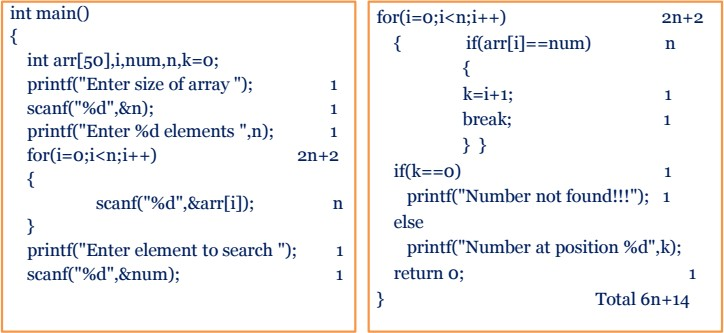 int main()
{
int arr[50],i,num,n,k=0;
printf("Enter size of array "); 1
scanf("%d",&n); 1
printf("Enter %d elements ",n); 1
for(i=0;i<n;i++) 2n+2
{
scanf("%d",&arr[i]); n
}
printf("Enter element to search "); 1
scanf("%d",&num); 1
for(i=0;i<n;i++) 2n+2
{ if(arr[i]==num) n
{
k=i+1; 1
break; 1
} }
if(k==0) 1
printf("Number not found!!!"); 1
else
printf("Number at position %d",k);
return 0; 1
} Total 6n+14